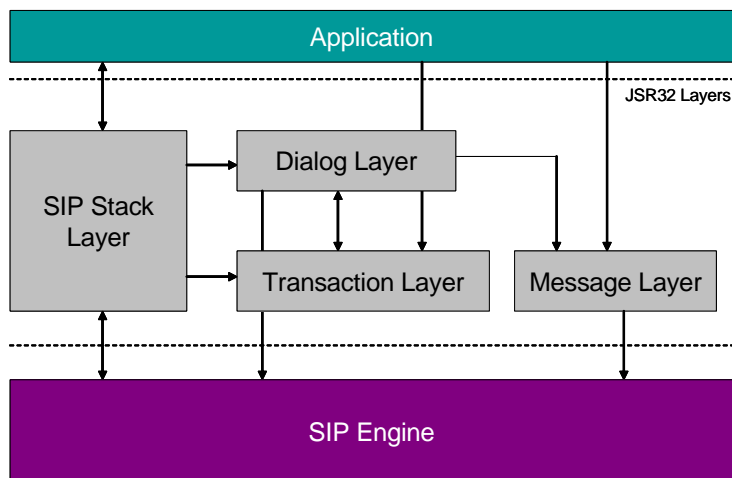 Application
JSR32 Layers
Dialog Layer
SIP Stack
Layer
Transaction Layer
Message Layer
SIP Engine